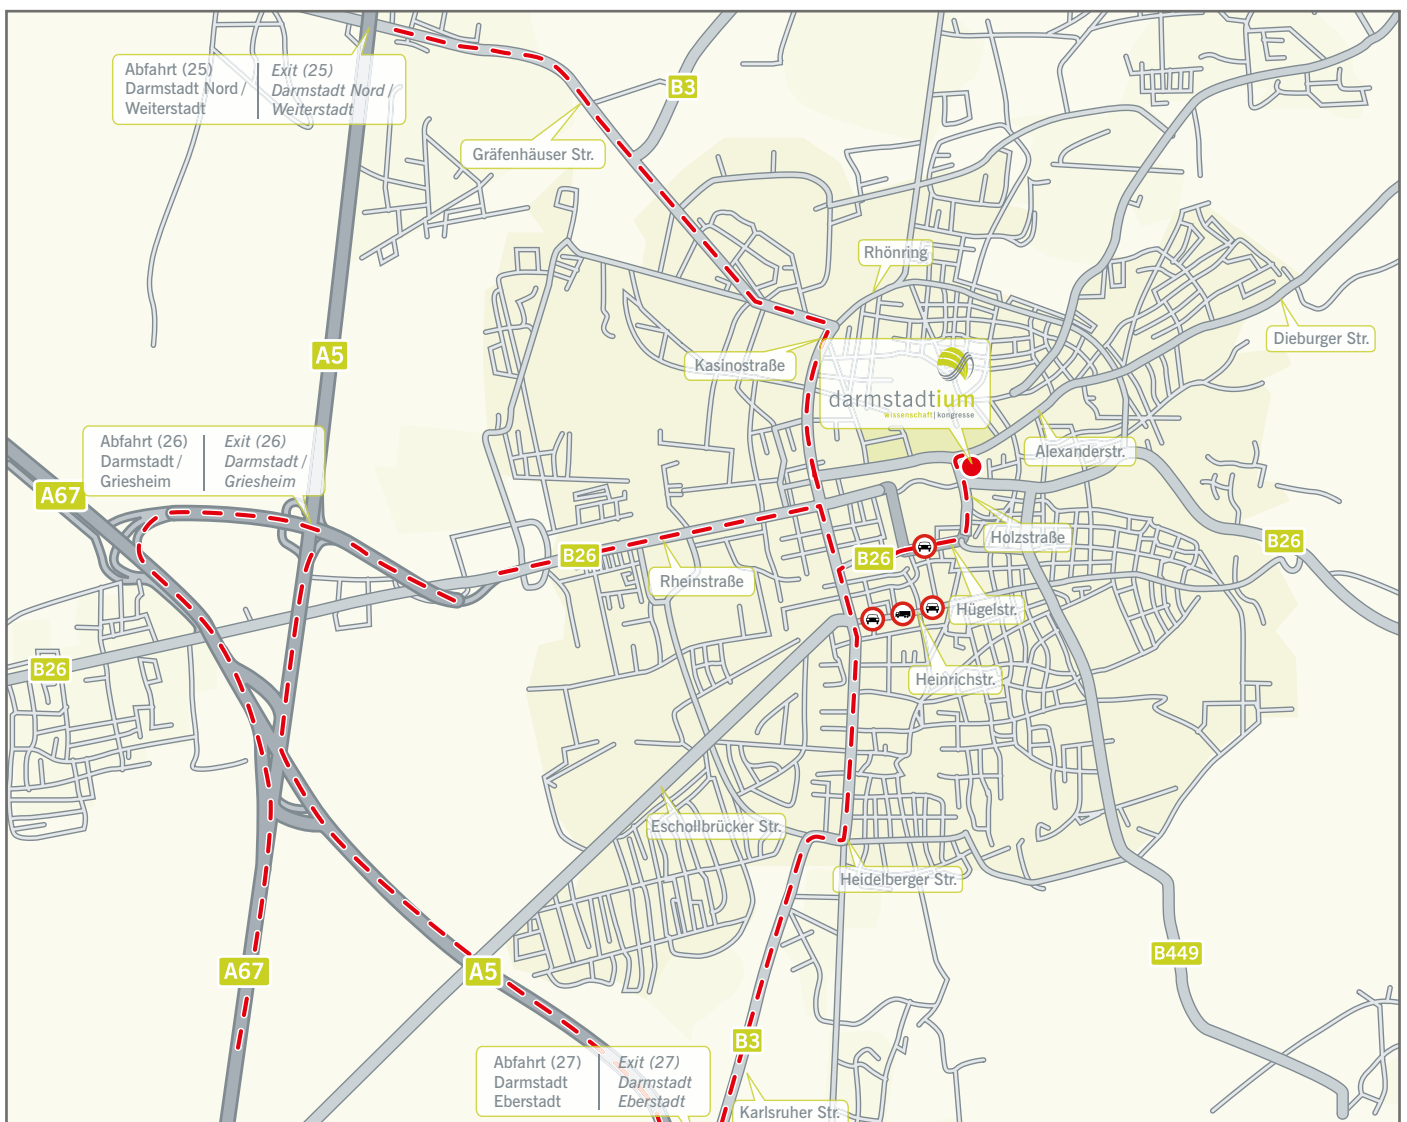 Abfahrt (25)
Darmstadt Nord /
Weiterstadt
Exit (25)
Darmstadt Nord /
Weiterstadt
B3
Gräfenhäuser Str.
Rhönring
Dieburger Str.
A5
Kasinostraße
darmstadtium
wissenschaft | kongresse
Abfahrt (26)
Darmstadt /
Griesheim
Exit (26)
Darmstadt /
Griesheim
Alexanderstr.
A67
Holzstraße
B26
B26
B26
Rheinstraße
Hügelstr.
B26
Heinrichstr.
Eschollbrücker Str.
Heidelberger Str.
B449
A67
A5
B3
Abfahrt (27)
Darmstadt
Eberstadt
Exit (27)
Darmstadt
Eberstadt
Karlsruher Str.